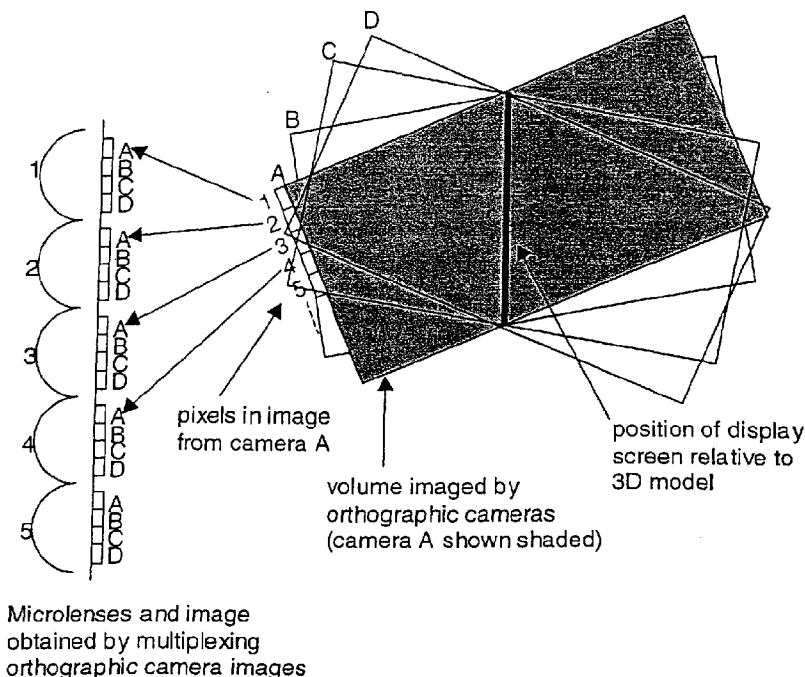 D
C
B
A
1
2
3
4
5
1
A
B
C
D
2
A
B
C
D
3
A
B
C
D
4
A
B
C
D
5
A
B
C
D
pixels in image
from camera A
position of display
screen relative to
3D model
volume imaged by
orthographic cameras
(camera A shown shaded)
Microlenses and image
obtained by multiplexing
orthographic camera images